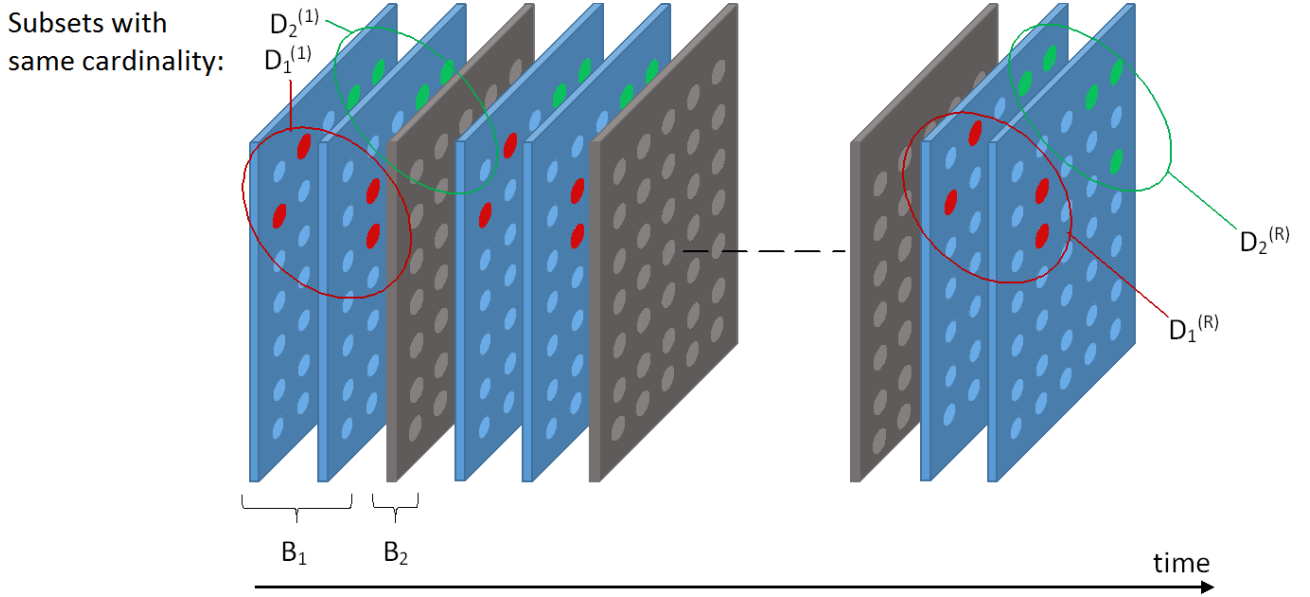 Subsets with
same cardinality:
D₂⁽¹⁾
D₁⁽¹⁾
D₂⁽ᴿ⁾
D₁⁽ᴿ⁾
B₁
B₂
time